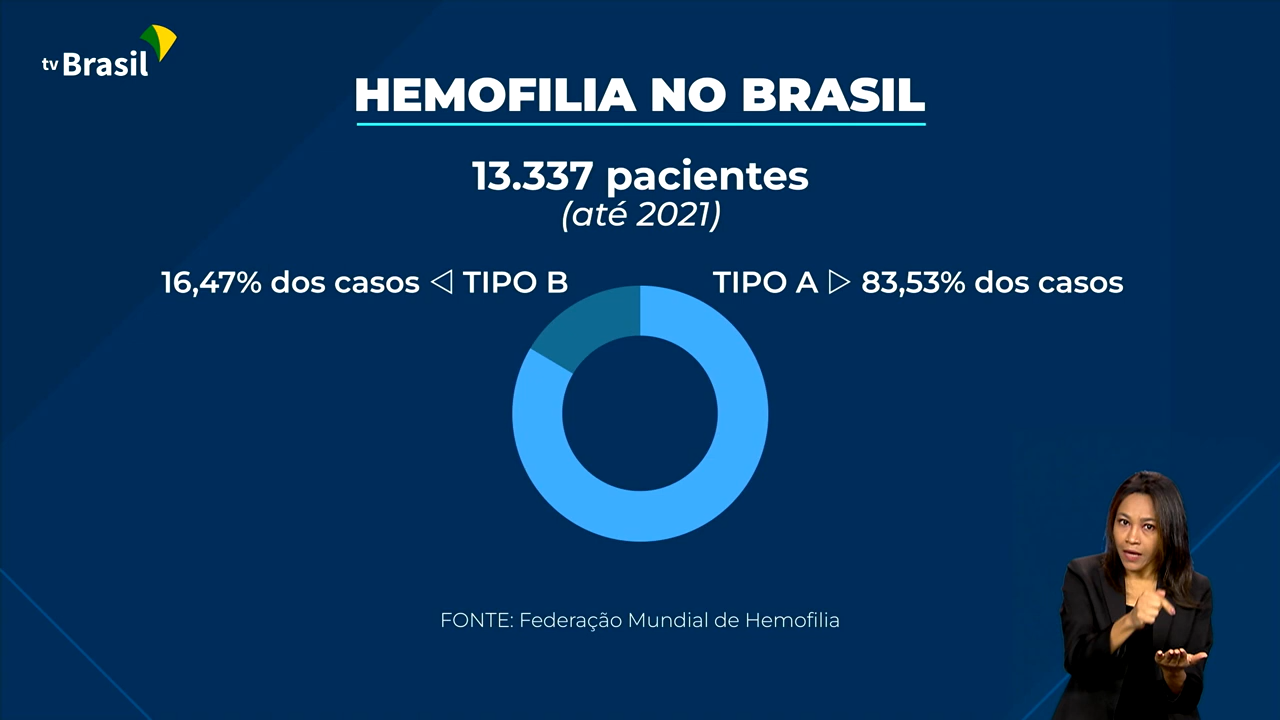 tv Brasil
HEMOFILIA NO BRASIL
13.337 pacientes
(até 2021)
16,47% dos casos ◁ TIPO B
TIPO A ▷ 83,53% dos casos
FONTE: Federação Mundial de Hemofilia